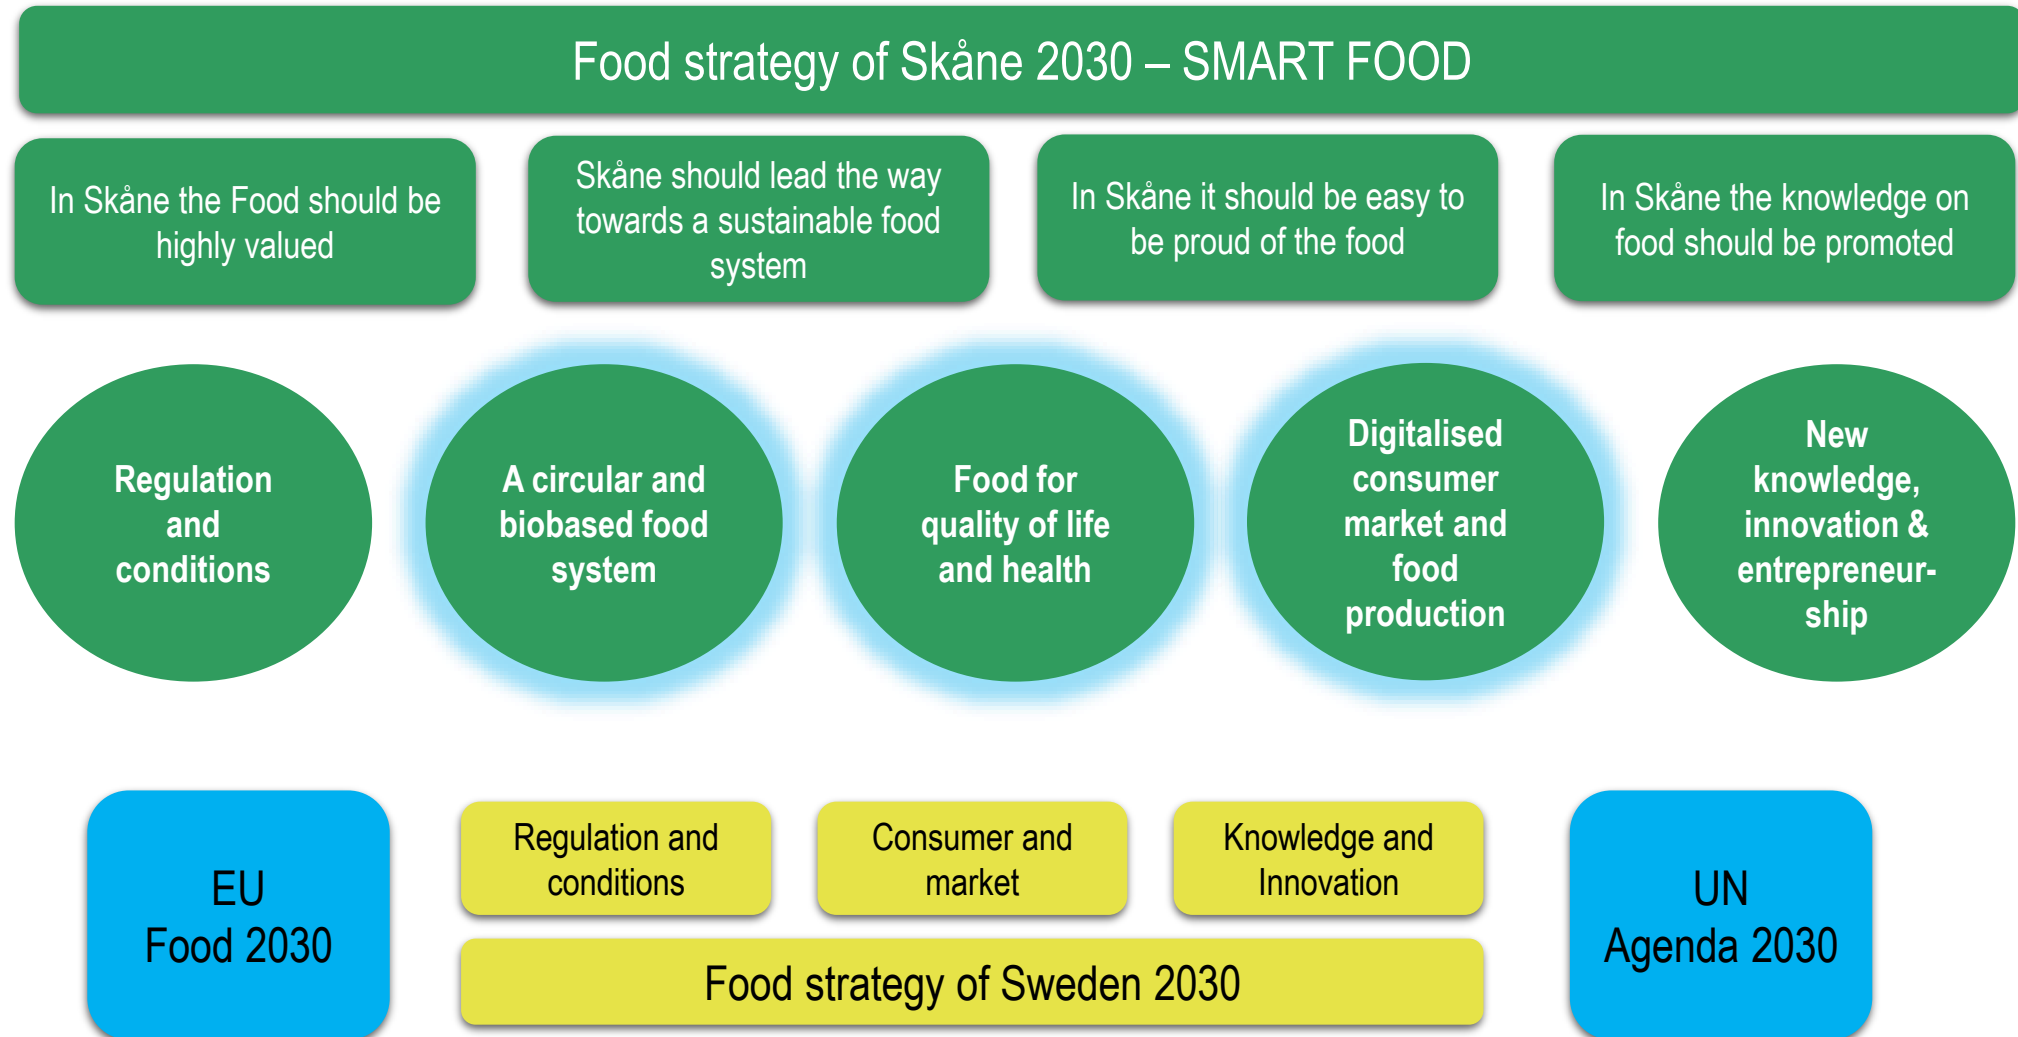 Food strategy of Skåne 2030 – SMART FOOD
In Skåne the Food should be
highly valued
Skåne should lead the way
towards a sustainable food
system
In Skåne it should be easy to
be proud of the food
In Skåne the knowledge on
food should be promoted
Regulation
and
conditions
A circular and
biobased food
system
Food for
quality of life
and health
Digitalised
consumer
market and
food
production
New
knowledge,
innovation &
entrepreneur-
ship
EU
Food 2030
Regulation and
conditions
Consumer and
market
Knowledge and
Innovation
Food strategy of Sweden 2030
UN
Agenda 2030